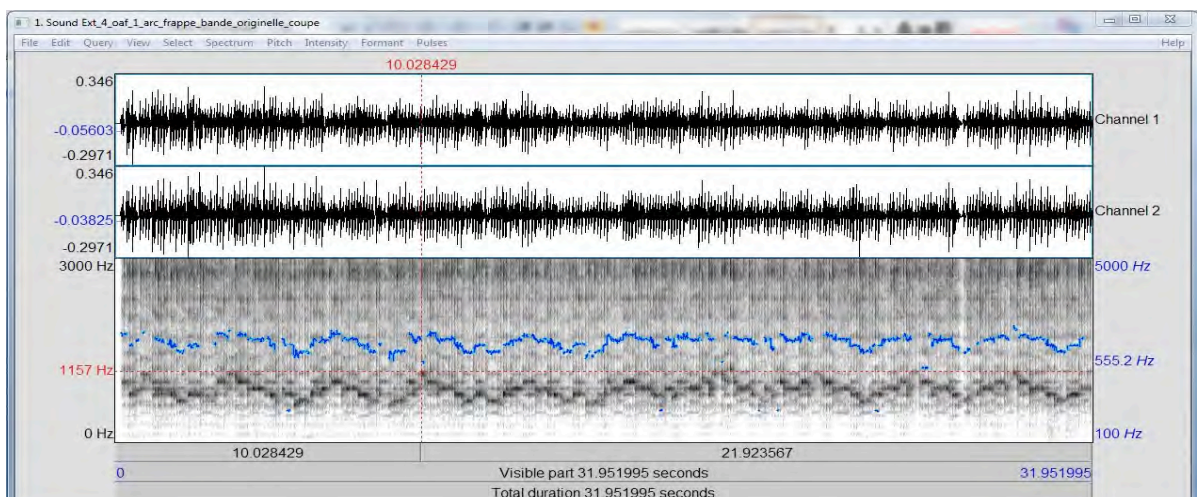 1. Sound Ext_4_oaf_1_arc_frappe_bande_originelle_coupe
File Edit Query View Select Spectrum Pitch Intensity Formant Pulses Help
10.028429
0.346
-0.05603
-0.2971
Channel 1
0.346
-0.03825
-0.2971
Channel 2
3000 Hz 5000 Hz
1157 Hz 555.2 Hz
0 Hz 100 Hz
10.028429 21.923567
0 Visible part 31.951995 seconds 31.951995
Total duration 31.951995 seconds